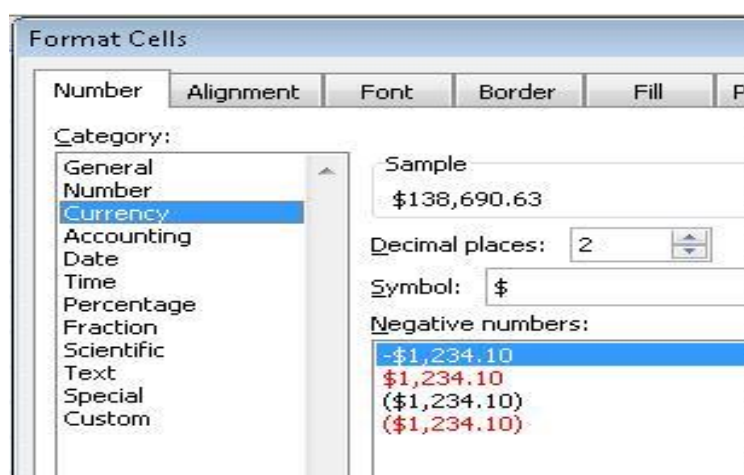 Format Cells
Number Alignment Font Border Fill P
Category:
General
Number
Currency
Accounting
Date
Time
Percentage
Fraction
Scientific
Text
Special
Custom
Sample
$138,690.63
Decimal places: 2
Symbol: $
Negative numbers:
-$1,234.10
$1,234.10
($1,234.10)
($1,234.10)